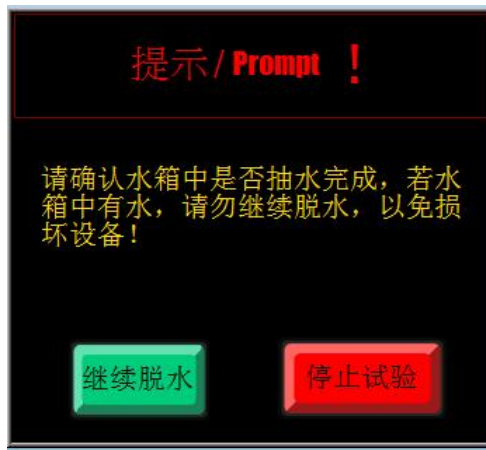 提示/Prompt !
请确认水箱中是否抽水完成，若水
箱中有水，请勿继续脱水，以免损
坏设备！
继续脱水
停止试验